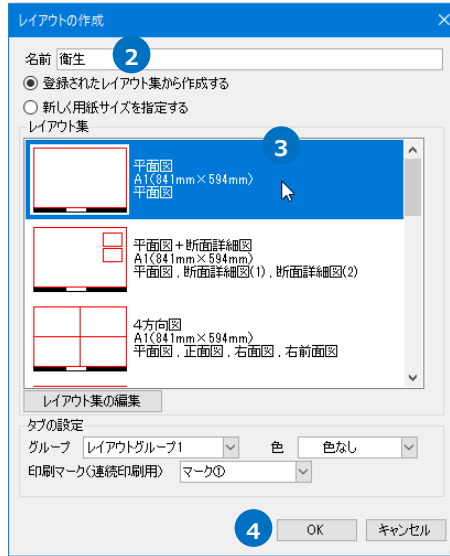 レイアウトの作成
名前 衛生
2
登録されたレイアウト集から作成する
新しく用紙サイズを指定する
レイアウト集
3
平面図
A1(841mm×594mm)
平面図
平面図+断面詳細図
A1(841mm×594mm)
平面図, 断面詳細図(1), 断面詳細図(2)
4方向図
A1(841mm×594mm)
平面図, 正面図, 右面図, 右前面図
レイアウト集の編集
タブの設定
グループ レイアウトグループ1 色 色なし
印刷マーク(連続印刷用) マーク①
4 OK キャンセル